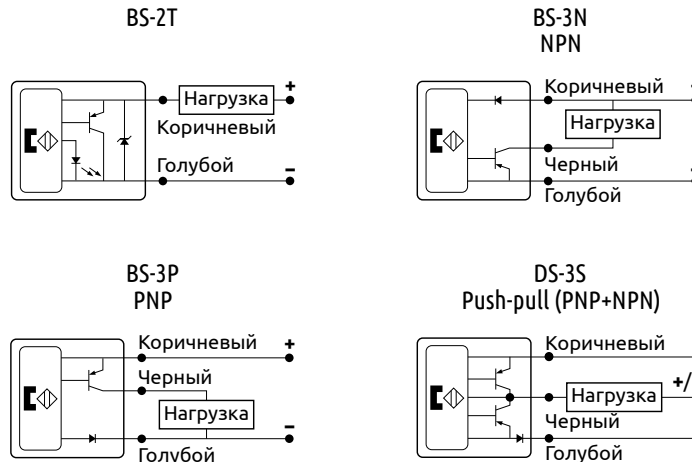 BS-2T
Нагрузка
+
Коричневый
Голубой
–
BS-3N
NPN
Коричневый
Нагрузка
Черный
Голубой
BS-3P
PNP
Коричневый
+
Черный
Нагрузка
–
Голубой
DS-3S
Push-pull (PNP+NPN)
Коричневый
+/
Нагрузка
Черный
Голубой